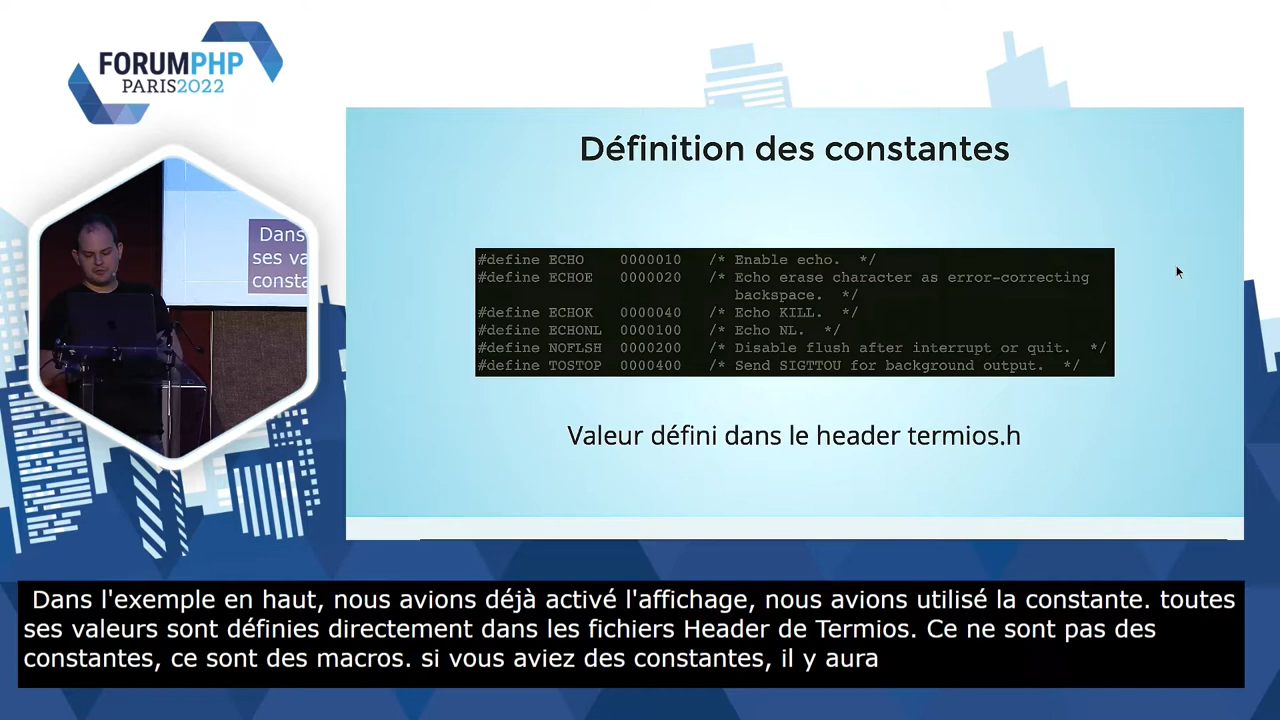 FORUMPHP
PARIS2022
Définition des constantes
Dans
ses va
consta
#define ECHO 0000010 /* Enable echo. */
#define ECHOE 0000020 /* Echo erase character as error-correcting
backspace. */
#define ECHOK 0000040 /* Echo KILL. */
#define ECHONL 0000100 /* Echo NL. */
#define NOFLSH 0000200 /* Disable flush after interrupt or quit. */
#define TOSTOP 0000400 /* Send SIGTTOU for background output. */
Valeur défini dans le header termios.h
Dans l'exemple en haut, nous avions déjà activé l'affichage, nous avions utilisé la constante. toutes
ses valeurs sont définies directement dans les fichiers Header de Termios. Ce ne sont pas des
constantes, ce sont des macros. si vous aviez des constantes, il y aura